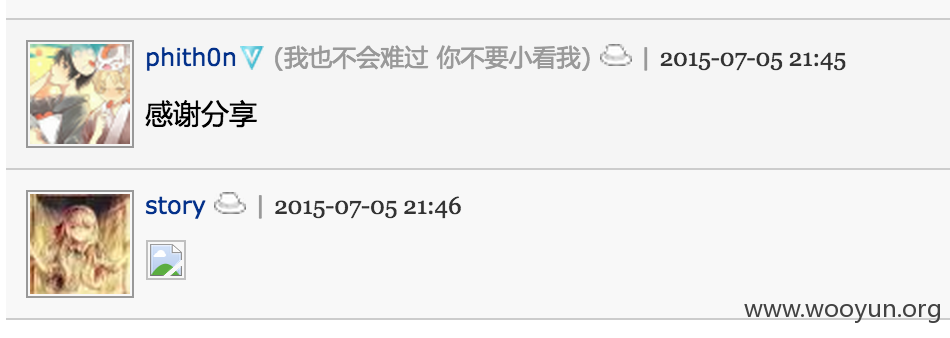 phith0n (我也不会难过 你不要小看我) | 2015-07-05 21:45
感谢分享
story | 2015-07-05 21:46
www.wooyun.org